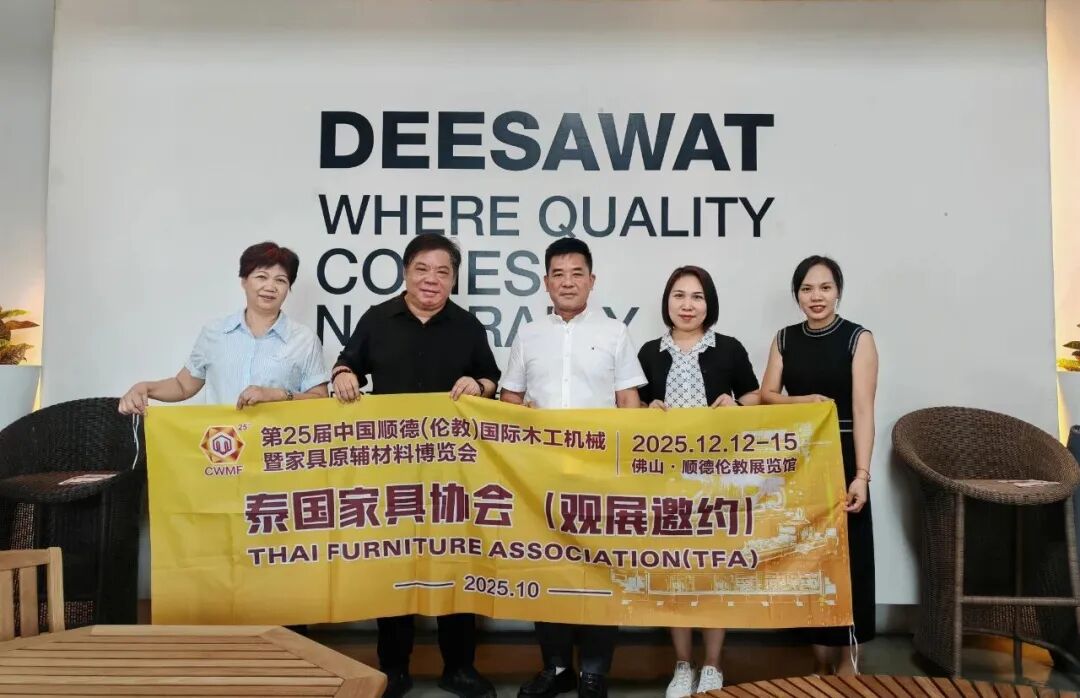 DEESAWAT
WHERE QUALITY
COMES
25
CWMF
第25届中国顺德(伦教)国际木工机械
暨家具原辅材料博览会
2025.12.12-15
佛山·顺德伦教展览馆
泰国家具协会（观展邀约）
THAI FURNITURE ASSOCIATION(TFA)
2025.10